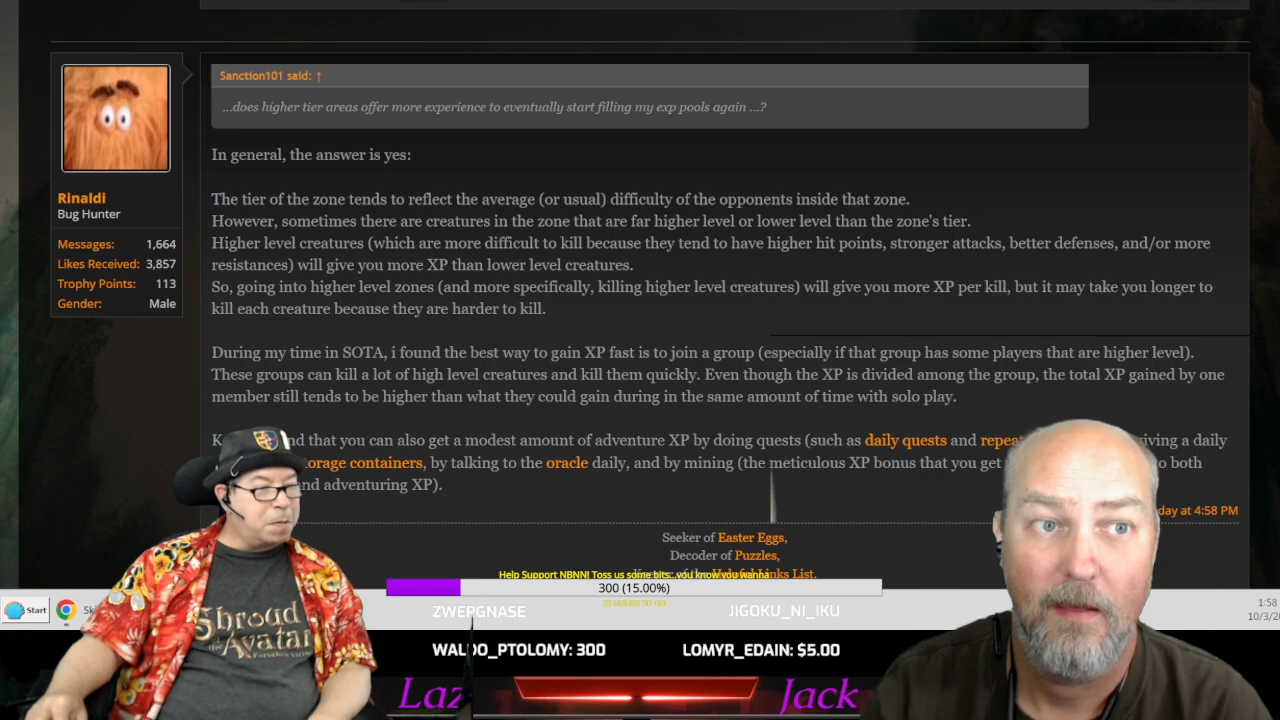 Sanction101 said: ↑
...does higher tier areas offer more experience to eventually start filling my exp pools again ...?
Rinaldi
Bug Hunter
Messages: 1,664
Likes Received: 3,857
Trophy Points: 113
Gender: Male
In general, the answer is yes:
The tier of the zone tends to reflect the average (or usual) difficulty of the opponents inside that zone.
However, sometimes there are creatures in the zone that are far higher level or lower level than the zone's tier.
Higher level creatures (which are more difficult to kill because they tend to have higher hit points, stronger attacks, better defenses, and/or more
resistances) will give you more XP than lower level creatures.
So, going into higher level zones (and more specifically, killing higher level creatures) will give you more XP per kill, but it may take you longer to
kill each creature because they are harder to kill.
During my time in SOTA, i found the best way to gain XP fast is to join a group (especially if that group has some players that are higher level).
These groups can kill a lot of high level creatures and kill them quickly. Even though the XP is divided among the group, the total XP gained by one
member still tends to be higher than what they could gain during in the same amount of time with solo play.
that you can also get a modest amount of adventure XP by doing quests (such as daily quests and a daily
containers, by talking to the oracle daily, and by mining (the meticulous XP bonus that you get both
and adventuring XP).
at 4:58 PM
Seeker of Easter Eggs,
Decoder of Puzzles,
of the Helpful Links List.
Help Support NBNN! Toss us some bits...you know you wanna
300 (15.00%)
22 HOURS TO GO
Start
1:58
ZWERGNASE JIGOKU_NI_IKU
10/3/2
WALDO_PTOLOMY: 300 LOMYR_EDAIN: $5.00
Shroud
of the
Avatar
Forsaken Virtues
Laz Jack